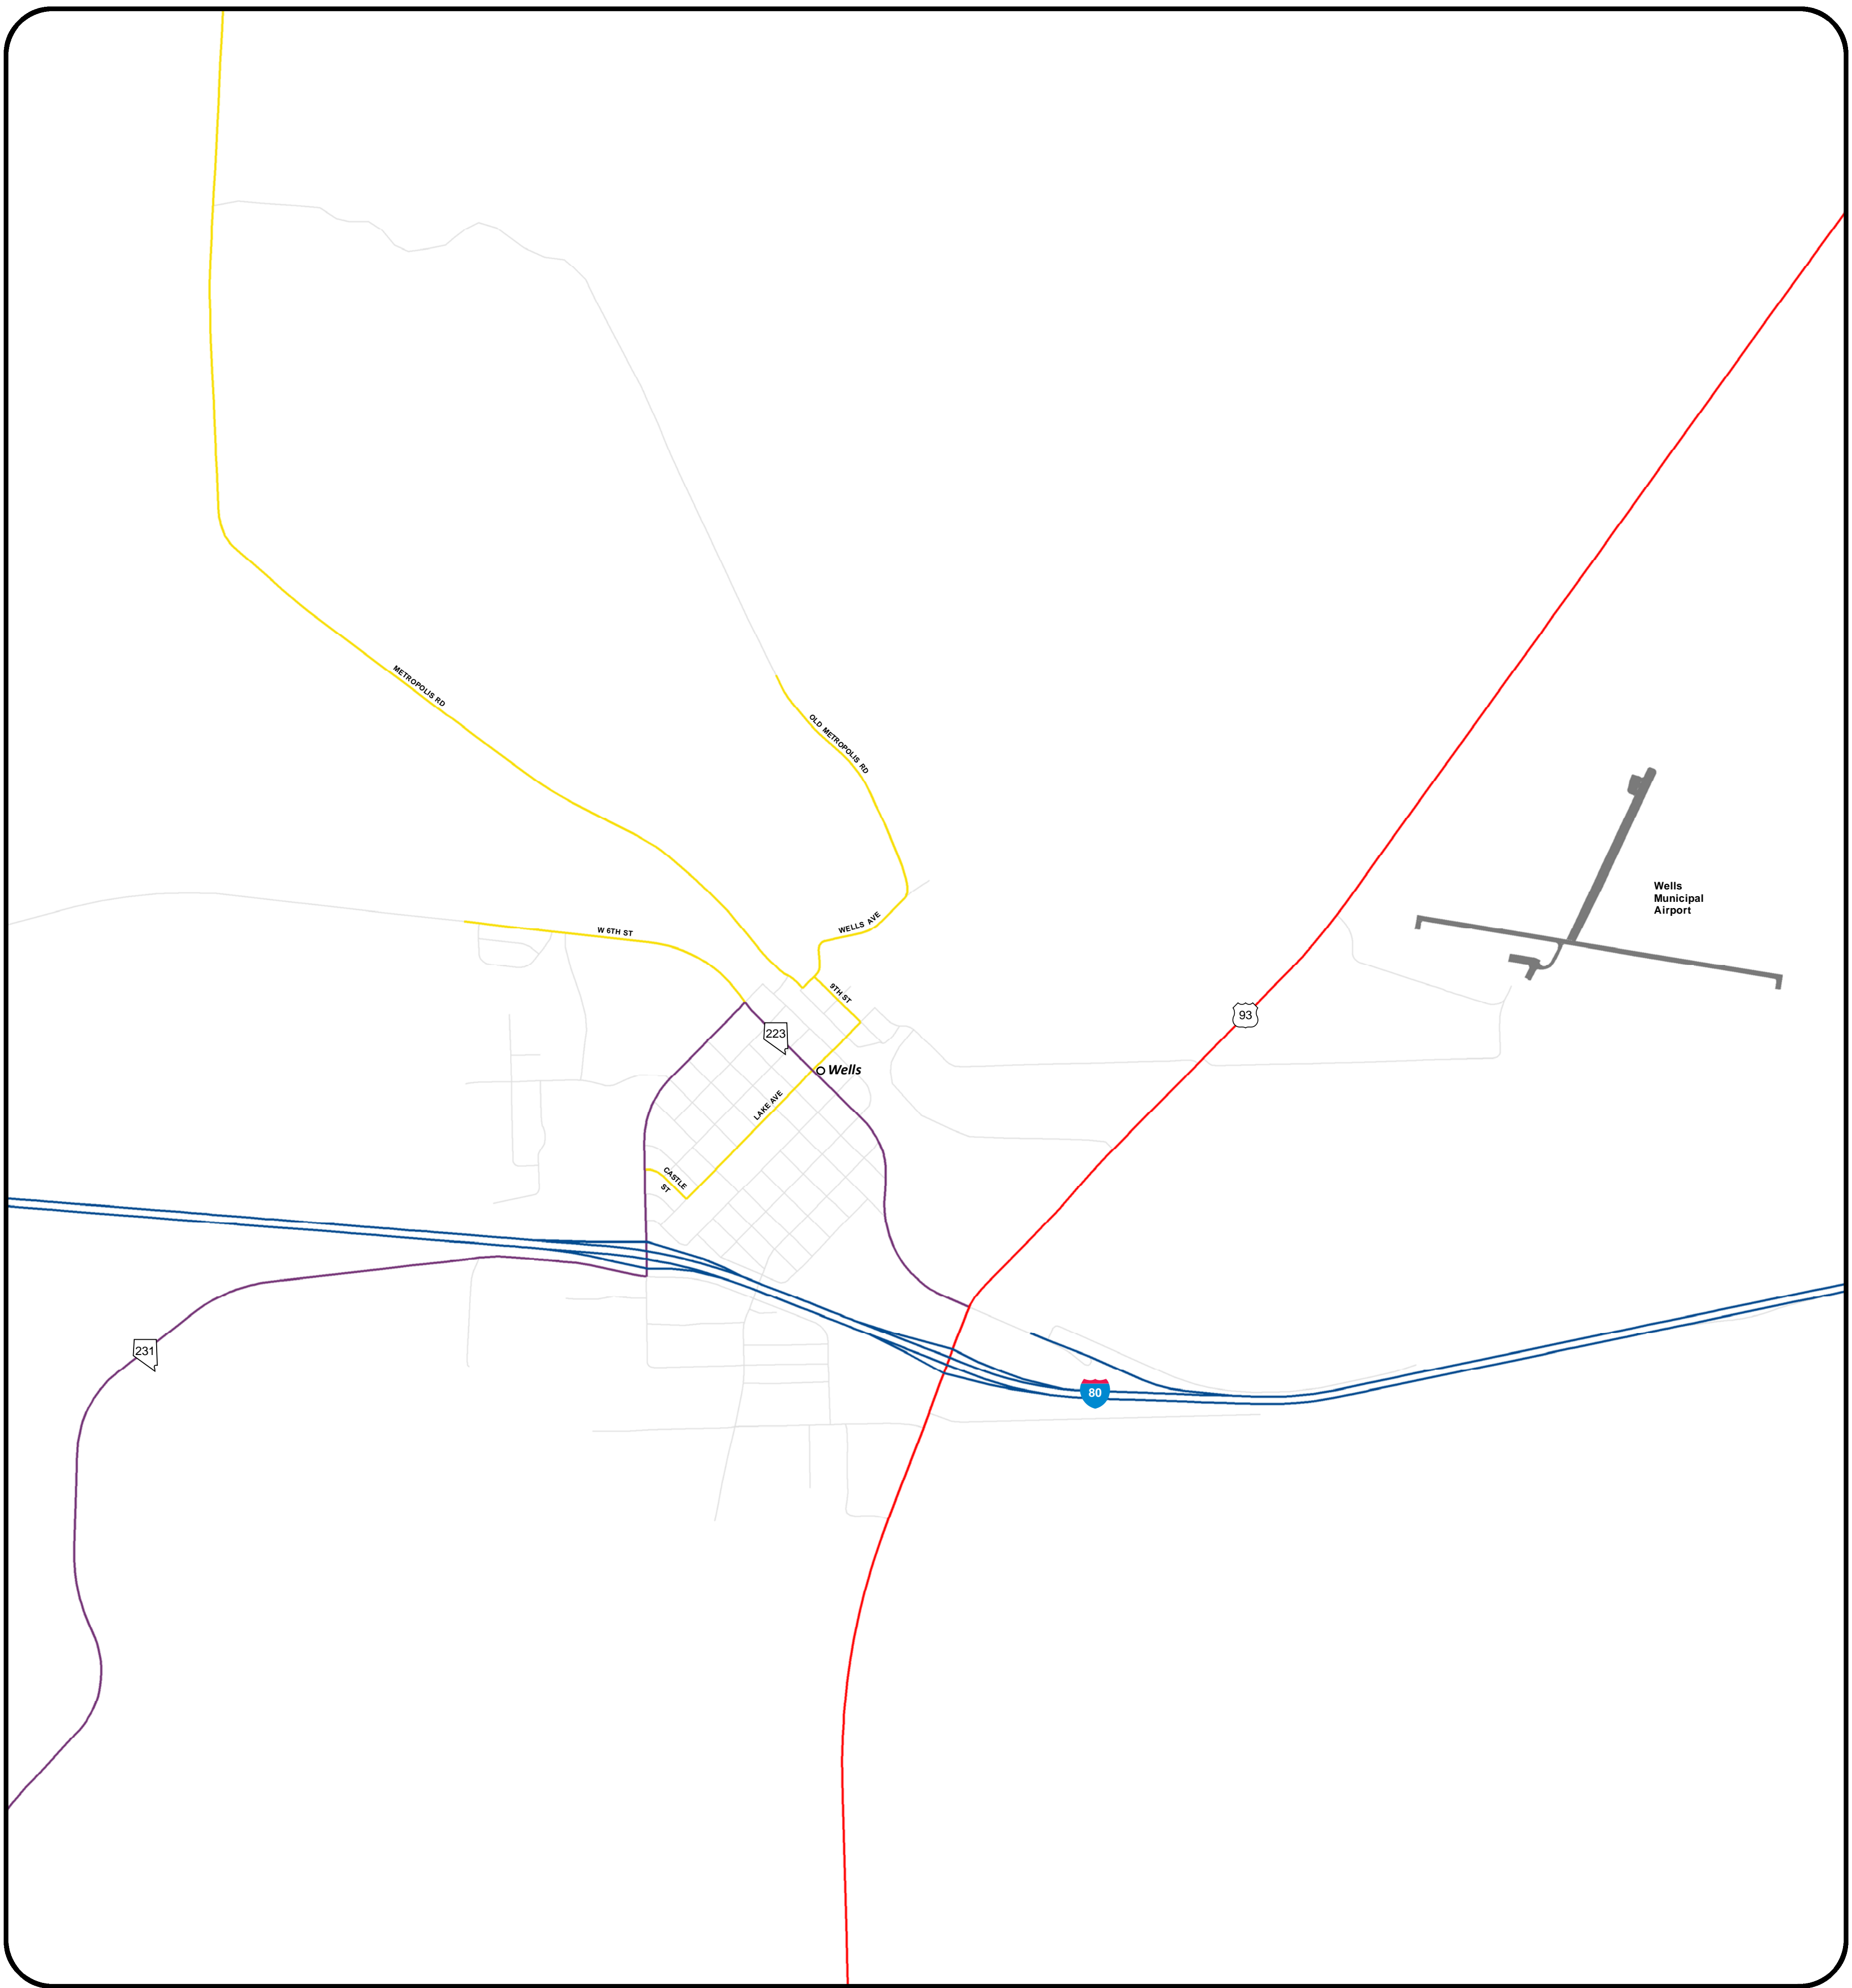 METROPOLIS RD
OLD METROPOLIS RD
Wells
Municipal
Airport
WELLS AVE
W 6TH ST
9TH ST
93
223
Wells
LAKE AVE
CASTLE
ST
231
80